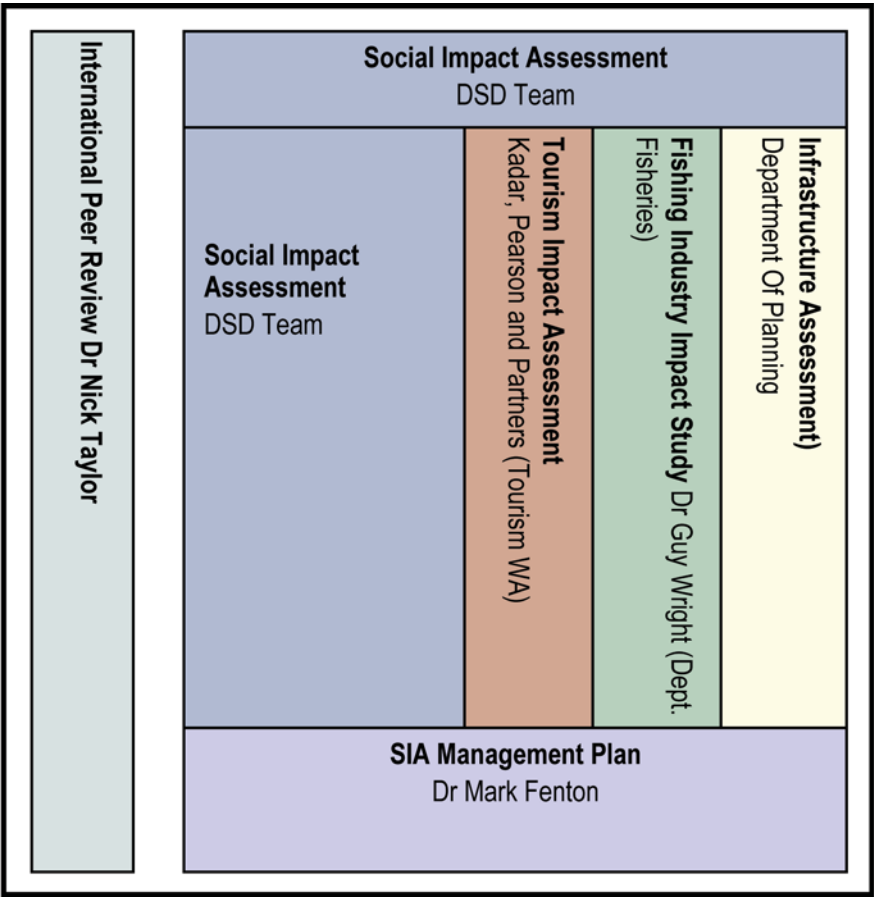 International Peer Review Dr Nick Taylor
Social Impact Assessment
DSD Team
Social Impact
Assessment
DSD Team
Tourism Impact Assessment
Kadar, Pearson and Partners (Tourism WA)
Fishing Industry Impact Study Dr Guy Wright (Dept.
Fisheries)
Infrastructure Assessment)
Department Of Planning
SIA Management Plan
Dr Mark Fenton